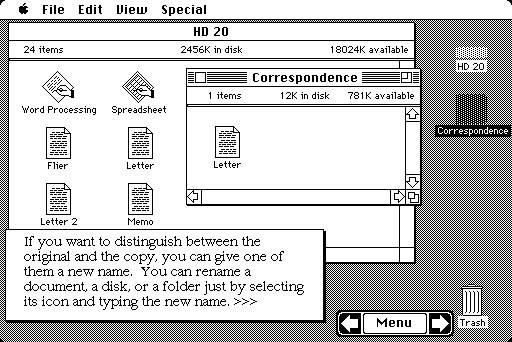 File Edit View Special
HD 20
24 items 2456K in disk 18024K available
HD 20
Correspondence
1 items 12K in disk 781K available
Word Processing Spreadsheet
Correspondence
Flier Letter Letter
Letter 2 Memo
If you want to distinguish between the
original and the copy, you can give one of
them a new name. You can rename a
document, a disk, or a folder just by selecting
its icon and typing the new name. >>>
Menu
Trash